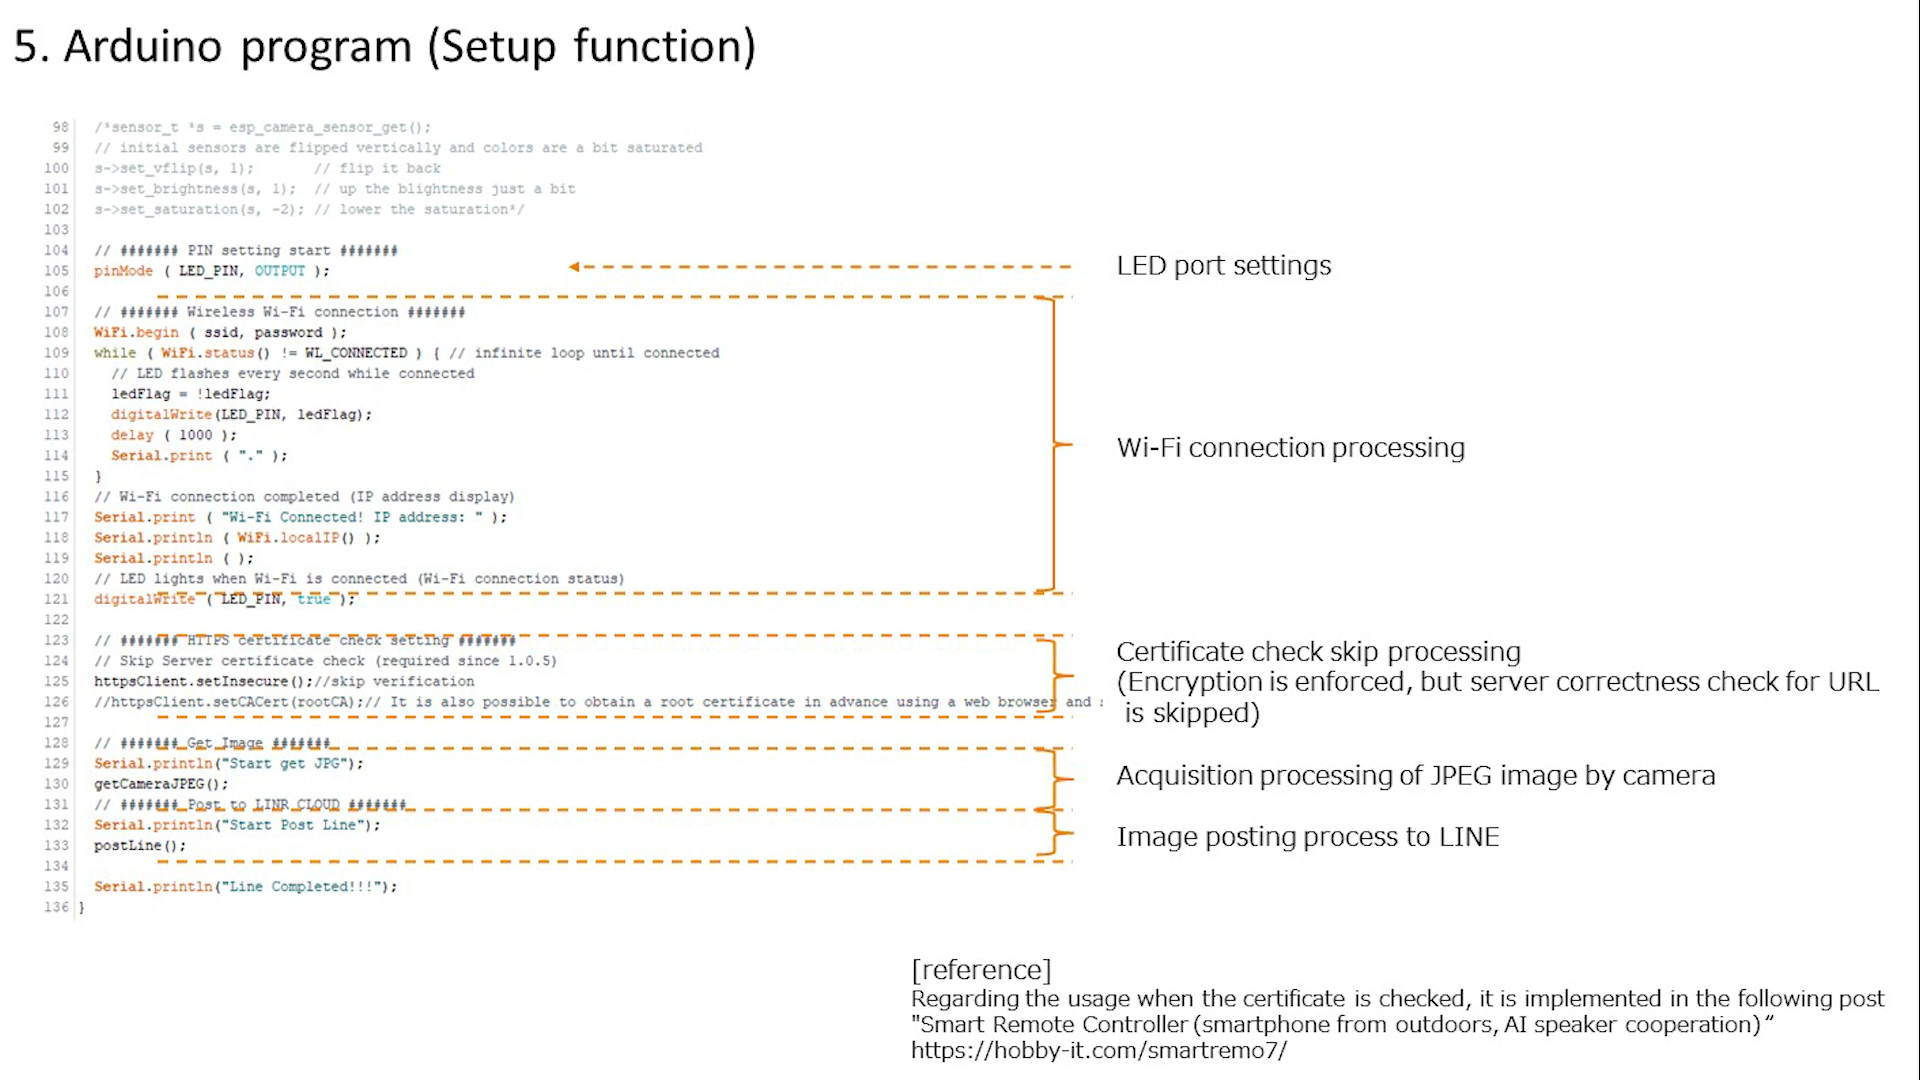 5. Arduino program (Setup function)
98 /*sensor_t *s = esp_camera_sensor_get();
99 // initial sensors are flipped vertically and colors are a bit saturated
100 s->set_vflip(s, 1); // flip it back
101 s->set_brightness(s, 1); // up the blightness just a bit
102 s->set_saturation(s, -2); // lower the saturation*/
103
104 // ####### PIN setting start #######
105 pinMode ( LED_PIN, OUTPUT );
LED port settings
106
107 // ####### Wireless Wi-Fi connection #######
108 WiFi.begin ( ssid, password );
109 while ( WiFi.status() != WL_CONNECTED ) { // infinite loop until connected
110 // LED flashes every second while connected
111 ledFlag = !ledFlag;
112 digitalWrite(LED_PIN, ledFlag);
113 delay ( 1000 );
114 Serial.print ( "." );
115 }
116 // Wi-Fi connection completed (IP address display)
117 Serial.print ( "Wi-Fi Connected! IP address: " );
118 Serial.println ( WiFi.localIP() );
119 Serial.println ( );
120 // LED lights when Wi-Fi is connected (Wi-Fi connection status)
121 digitalWrite ( LED_PIN, true );
Wi-Fi connection processing
122
123 // ####### HTTPS certificate check setting #######
124 // Skip Server certificate check (required since 1.0.5)
125 httpsClient.setInsecure();//skip verification
126 //httpsClient.setCACert(rootCA);// It is also possible to obtain a root certificate in advance using a web browser and
127
Certificate check skip processing
(Encryption is enforced, but server correctness check for URL
is skipped)
128 // ####### Get Image #######
129 Serial.println("Start get JPG");
130 getCameraJPEG();
Acquisition processing of JPEG image by camera
131 // ####### Post to LINR CLOUD #######
132 Serial.println("Start Post Line");
133 postLine();
Image posting process to LINE
134
135 Serial.println("Line Completed!!!");
136 }
[reference]
Regarding the usage when the certificate is checked, it is implemented in the following post
"Smart Remote Controller (smartphone from outdoors, AI speaker cooperation)“
https://hobby-it.com/smartremo7/